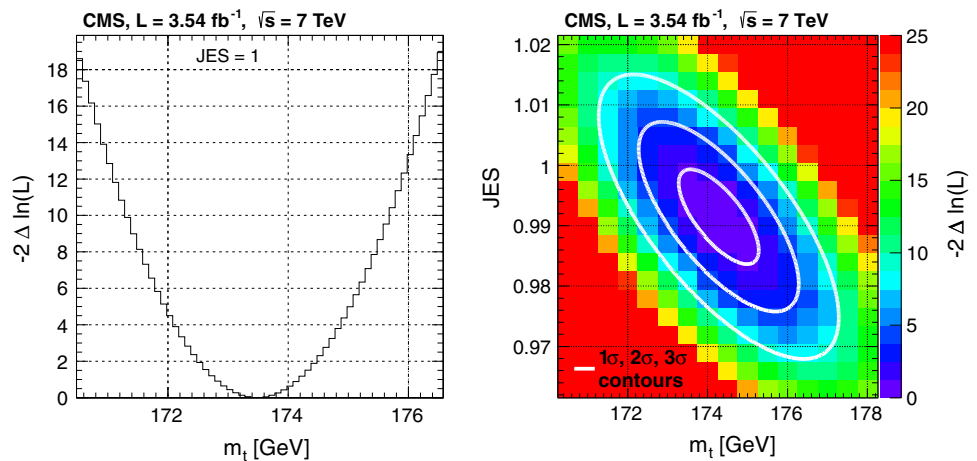 CMS, L = 3.54 fb⁻¹, √s = 7 TeV
JES = 1
-2 Δ ln(L)
18
16
14
12
10
8
6
4
2
0
172 174 176
mₜ [GeV]
CMS, L = 3.54 fb⁻¹, √s = 7 TeV
JES
1.02
1.01
1
0.99
0.98
0.97
1σ, 2σ, 3σ
contours
172 174 176 178
mₜ [GeV]
25
20
15
10
5
0
-2 Δ ln(L)